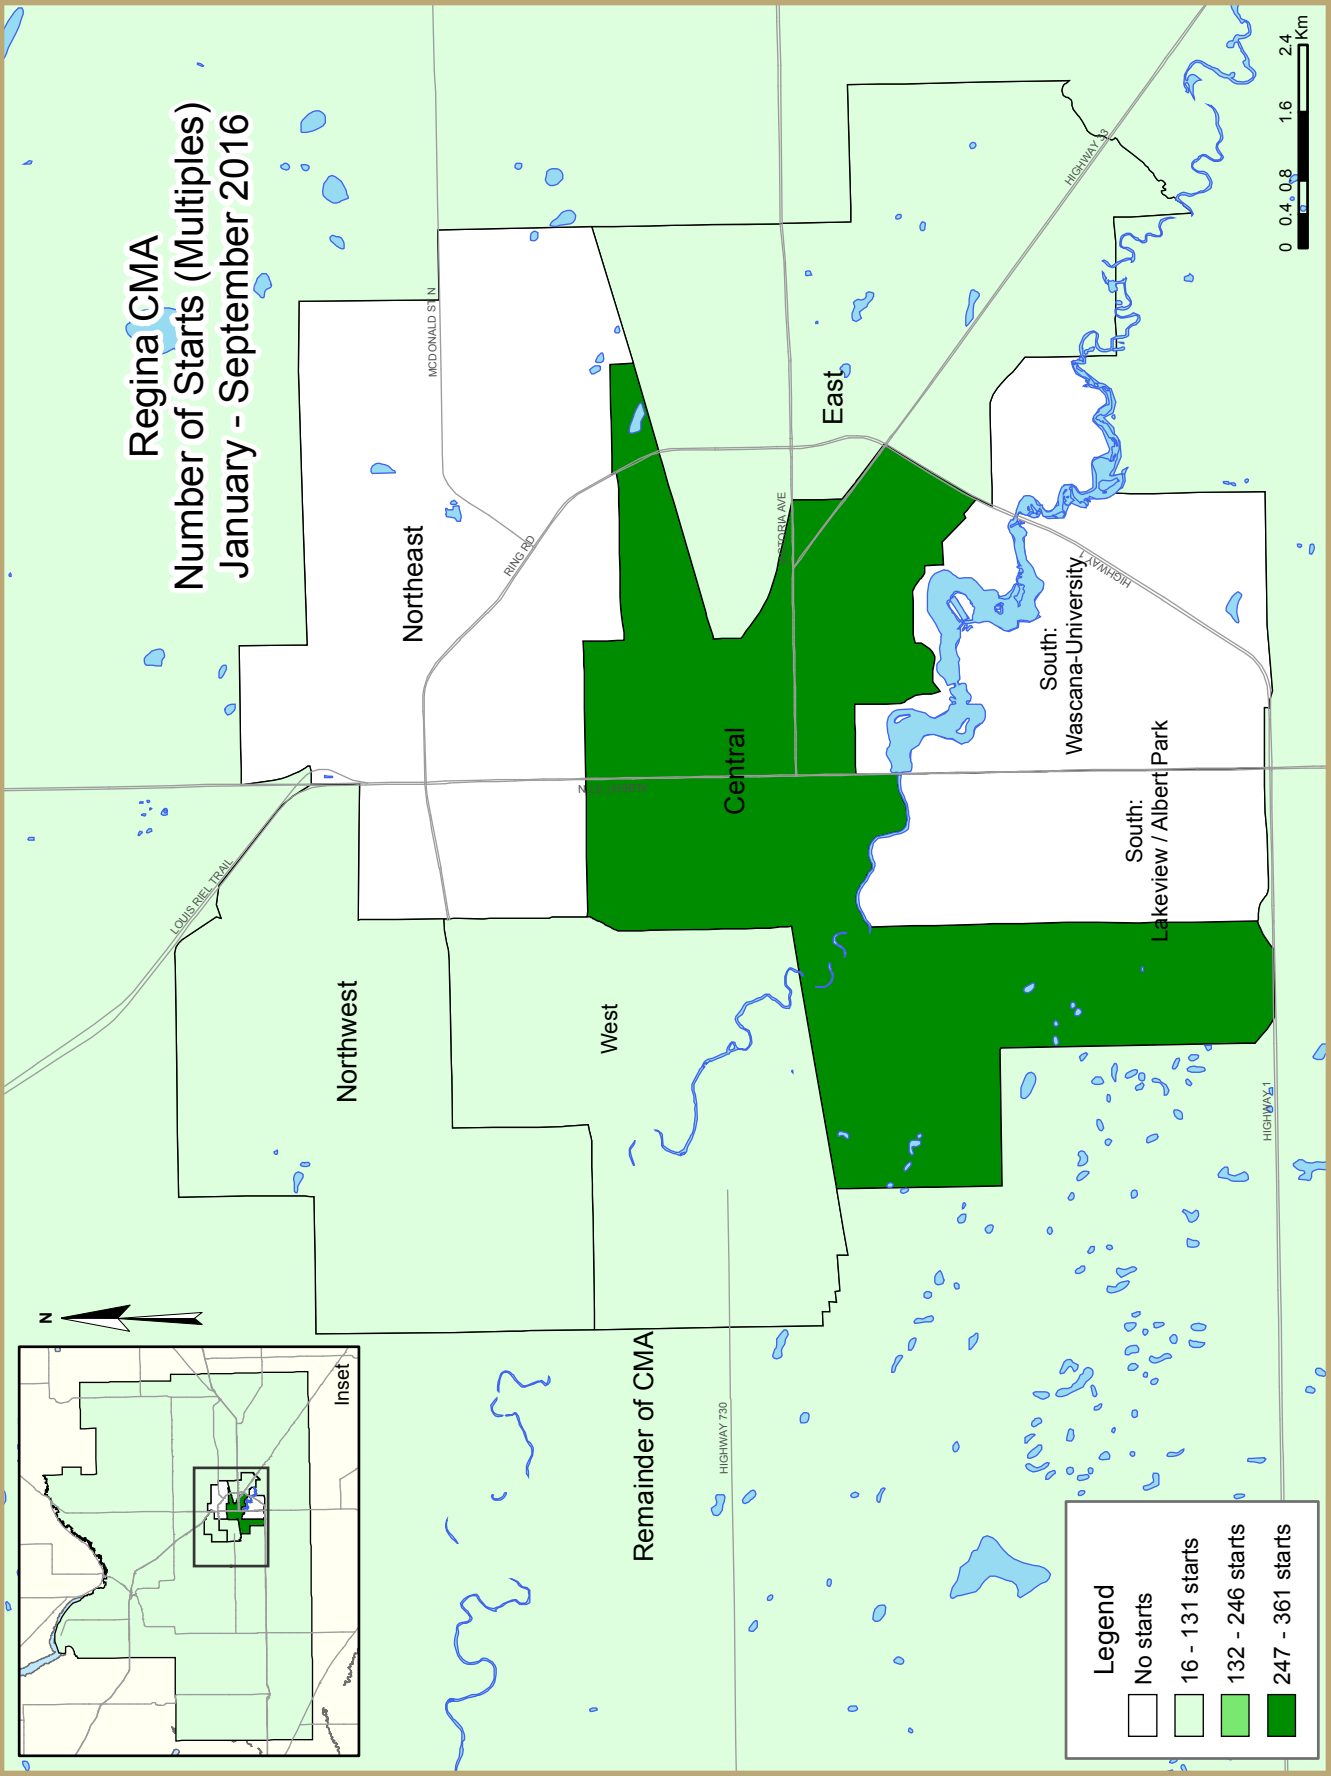 Regina CMA
Number of Starts (Multiples)
January - September 2016
N
Inset
LOUIS RIEL TRAIL
MCDONALD ST N
RING RD
HIGHWAY 33
HIGHWAY 1
HIGHWAY 1
HIGHWAY 730
Northwest
Northeast
West
Central
East
South:
Wascana-University
South:
Lakeview / Albert Park
Remainder of CMA
Legend
No starts
16 - 131 starts
132 - 246 starts
247 - 361 starts
0 0.4 0.8 1.6 2.4
Km
TORIA AVE